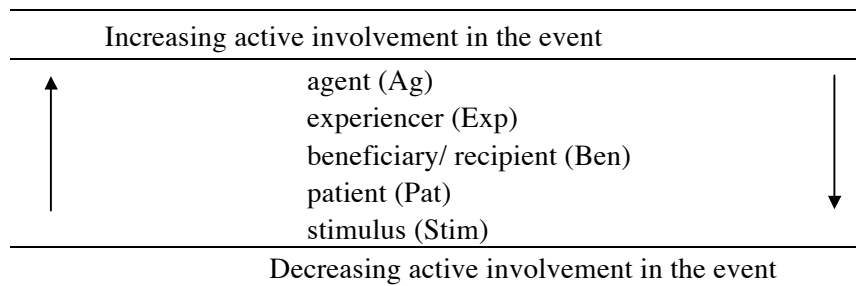 Increasing active involvement in the event
agent (Ag)
experiencer (Exp)
beneficiary/ recipient (Ben)
patient (Pat)
stimulus (Stim)
Decreasing active involvement in the event